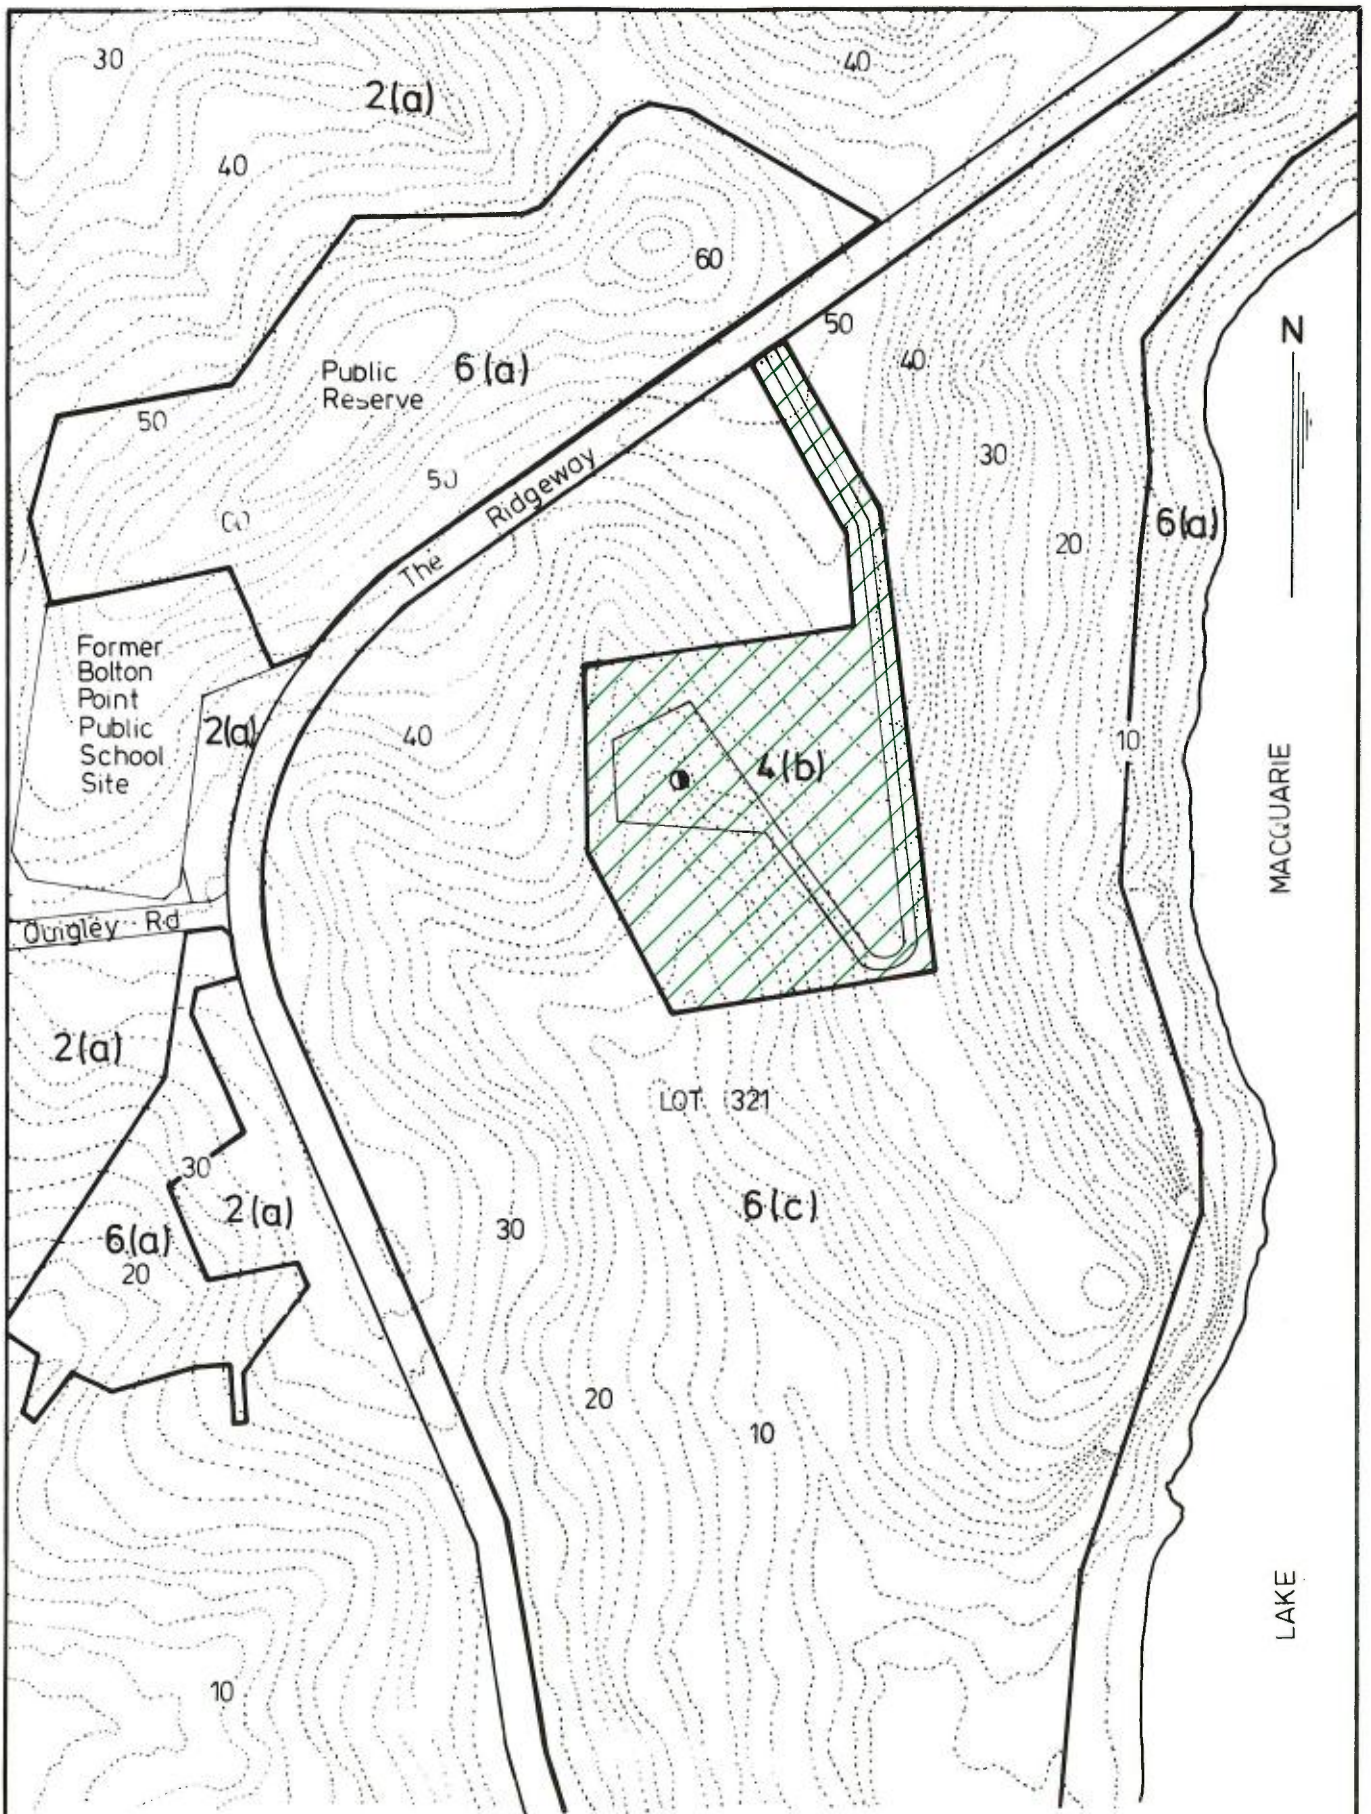 30
40
2(a)
40
60
50
Public
Reserve
6(a)
40
50
50
The Ridgeway
30
N
20
6(a)
Former
Bolton
Point
Public
School
Site
2(a)
40
4(b)
10
MACQUARIE
Quigley Rd
2(a)
LOT 321
30
2(a)
6(a)
20
30
6(c)
20
10
LAKE
10